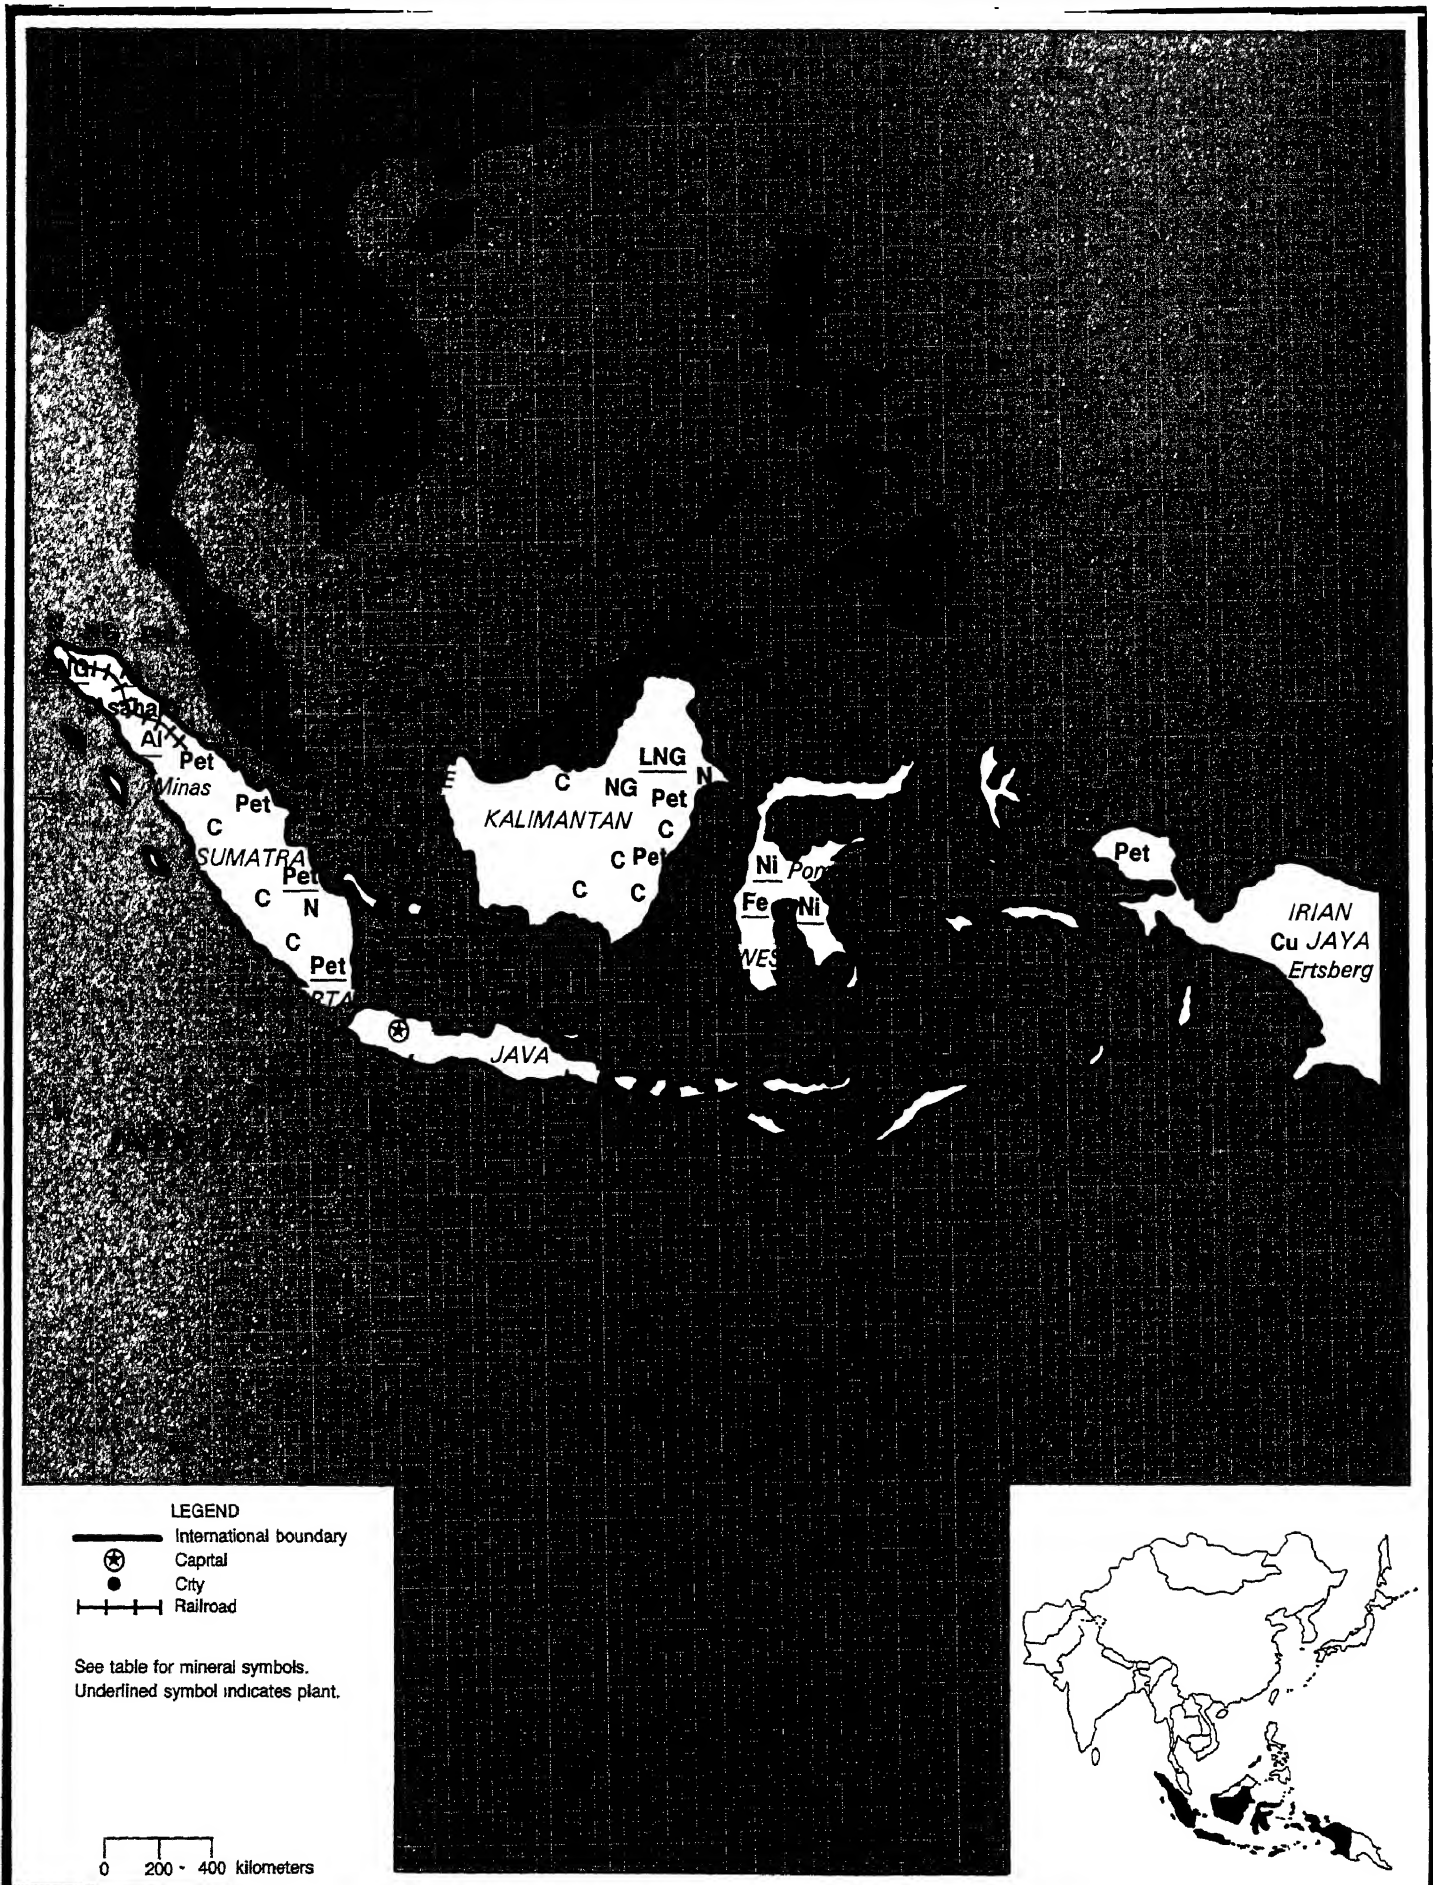 Al
Pet
Minas
Pet
C
SUMATRA
Pet
C
N
C
Pet
C
LNG
NG
N
Pet
KALIMANTAN
C
C
Pet
C
C
Ni
Fe
Ni
Pet
IRIAN
Cu JAYA
Ertsberg
JAVA
LEGEND
International boundary
Capital
City
Railroad
See table for mineral symbols.
Underlined symbol indicates plant.
0 200 - 400 kilometers